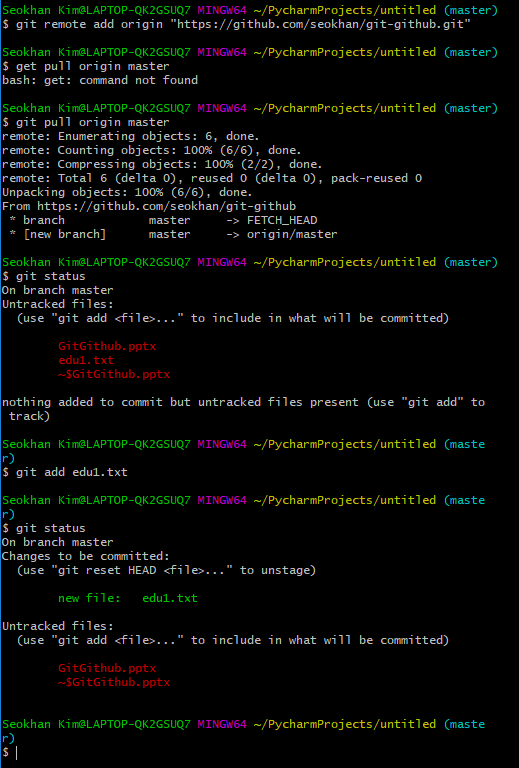 Seokhan Kim@LAPTOP-QK2GSUQ7 MINGW64 ~/PycharmProjects/untitled (master)
$ git remote add origin "https://github.com/seokhan/git-github.git"
Seokhan Kim@LAPTOP-QK2GSUQ7 MINGW64 ~/PycharmProjects/untitled (master)
$ get pull origin master
bash: get: command not found
Seokhan Kim@LAPTOP-QK2GSUQ7 MINGW64 ~/PycharmProjects/untitled (master)
$ git pull origin master
remote: Enumerating objects: 6, done.
remote: Counting objects: 100% (6/6), done.
remote: Compressing objects: 100% (2/2), done.
remote: Total 6 (delta 0), reused 0 (delta 0), pack-reused 0
Unpacking objects: 100% (6/6), done.
From https://github.com/seokhan/git-github
 * branch            master     -> FETCH_HEAD
 * [new branch]      master     -> origin/master
Seokhan Kim@LAPTOP-QK2GSUQ7 MINGW64 ~/PycharmProjects/untitled (master)
$ git status
On branch master
Untracked files:
  (use "git add <file>..." to include in what will be committed)
        GitGithub.pptx
        edu1.txt
        ~$GitGithub.pptx
nothing added to commit but untracked files present (use "git add" to
 track)
Seokhan Kim@LAPTOP-QK2GSUQ7 MINGW64 ~/PycharmProjects/untitled (maste
r)
$ git add edu1.txt
Seokhan Kim@LAPTOP-QK2GSUQ7 MINGW64 ~/PycharmProjects/untitled (maste
r)
$ git status
On branch master
Changes to be committed:
  (use "git reset HEAD <file>..." to unstage)
        new file:   edu1.txt
Untracked files:
  (use "git add <file>..." to include in what will be committed)
        GitGithub.pptx
        ~$GitGithub.pptx
Seokhan Kim@LAPTOP-QK2GSUQ7 MINGW64 ~/PycharmProjects/untitled (maste
r)
$